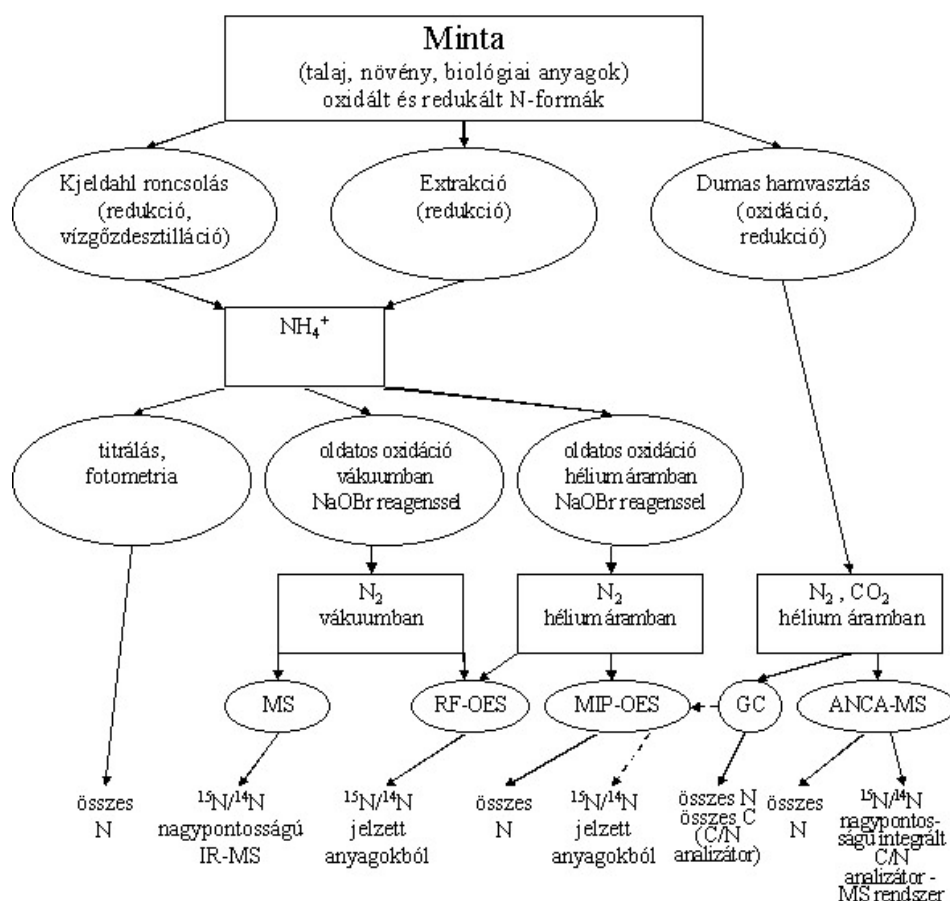 Minta
(talaj, növény, biológiai anyagok)
oxidált és redukált N-formák
Kjeldahl roncsolás
(redukció,
vízgőzdesztilláció)
Extrakció
(redukció)
Dumas hamvasztás
(oxidáció,
redukció)
NH₄⁺
titrálás,
fotometria
oldatos oxidáció
vákuumban
NaOBr reagenssel
oldatos oxidáció
hélium áramban
NaOBr reagenssel
N₂
vákuumban
N₂
hélium áramban
N₂ , CO₂
hélium áramban
MS
RF-OES
MIP-OES
GC
ANCA-MS
összes
N
¹⁵N/¹⁴N
nagypontosságú
IR-MS
¹⁵N/¹⁴N
jelzett
anyagokból
összes
N
¹⁵N/¹⁴N
jelzett
anyagokból
összes N
összes C
(C/N
analizátor)
összes
N
¹⁵N/¹⁴N
nagypontos-
ságú integrált
C/N
analizátor -
MS rendszer